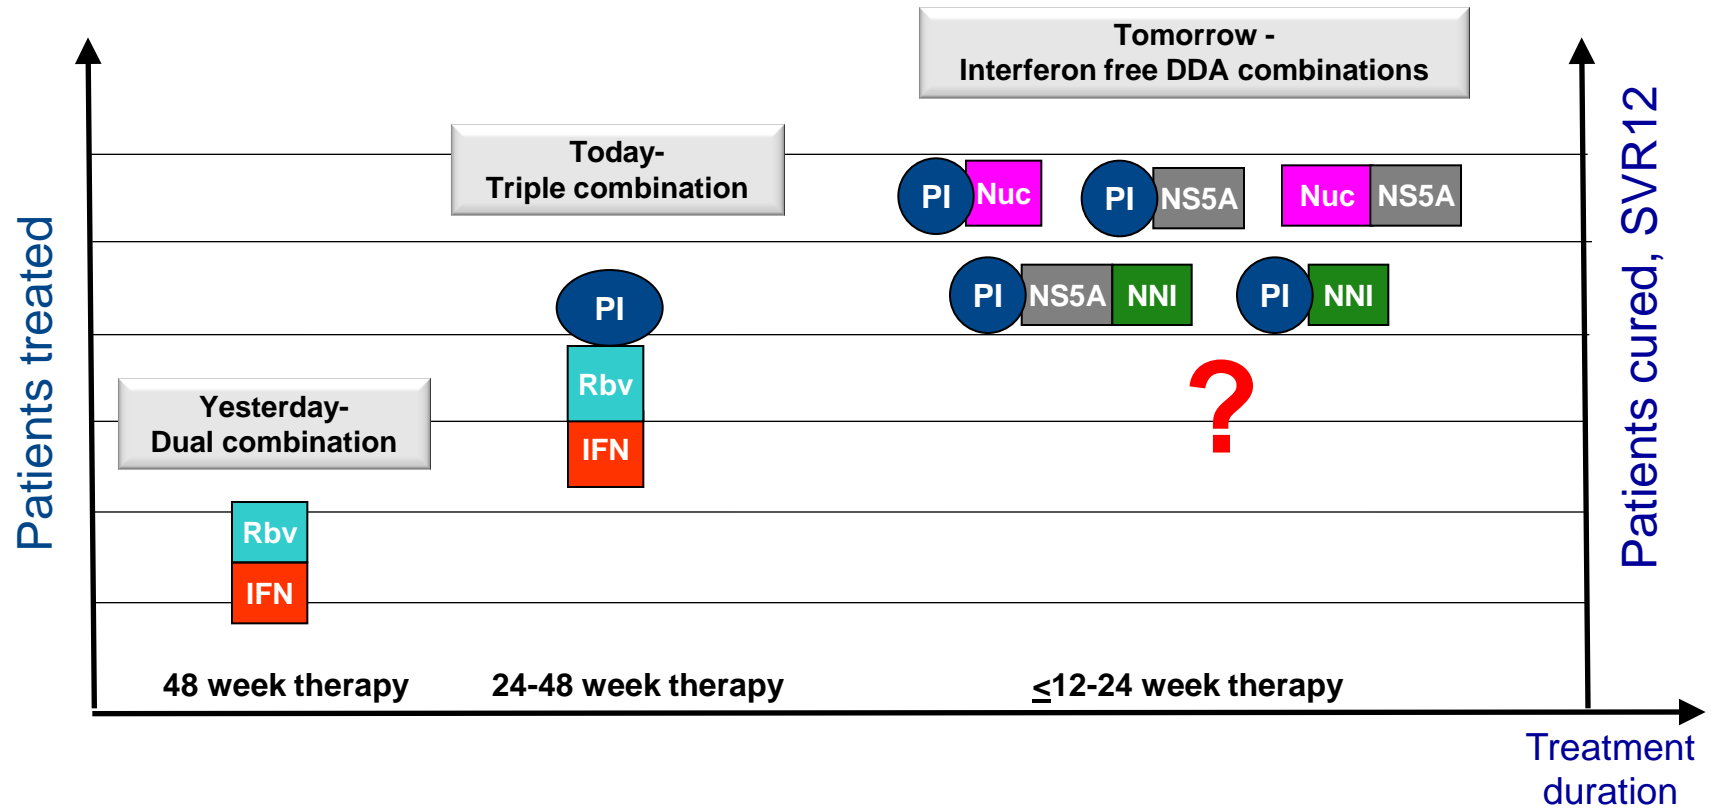 Tomorrow -
Interferon free DDA combinations
Today-
Triple combination
PI
Nuc
PI
NS5A
Nuc
NS5A
PI
PI
NS5A
NNI
PI
NNI
Rbv
IFN
?
Yesterday-
Dual combination
Rbv
IFN
48 week therapy
24-48 week therapy
≤12-24 week therapy
Patients treated
Patients cured, SVR12
Treatment
duration